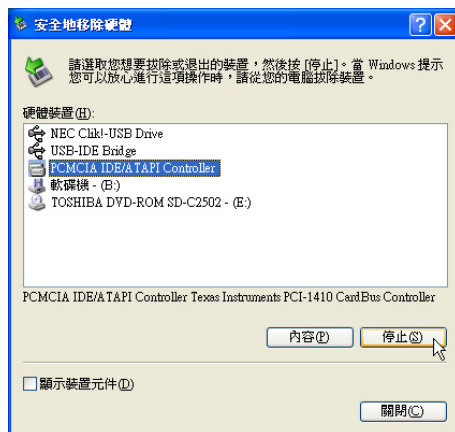 安全地移除硬體
請選取您想要拔除或退出的裝置，然後按 [停止]。當 Windows 提示
您可以放心進行這項操作時，請從您的電腦拔除裝置。
硬體裝置(H):
NEC Clik!-USB Drive
USB-IDE Bridge
PCMCIA IDE/ATAPI Controller
軟碟機 - (B:)
TOSHIBA DVD-ROM SD-C2502 - (E:)
PCMCIA IDE/ATAPI Controller Texas Instruments PCI-1410 CardBus Controller
內容(P)
停止(S)
顯示裝置元件(D)
關閉(C)